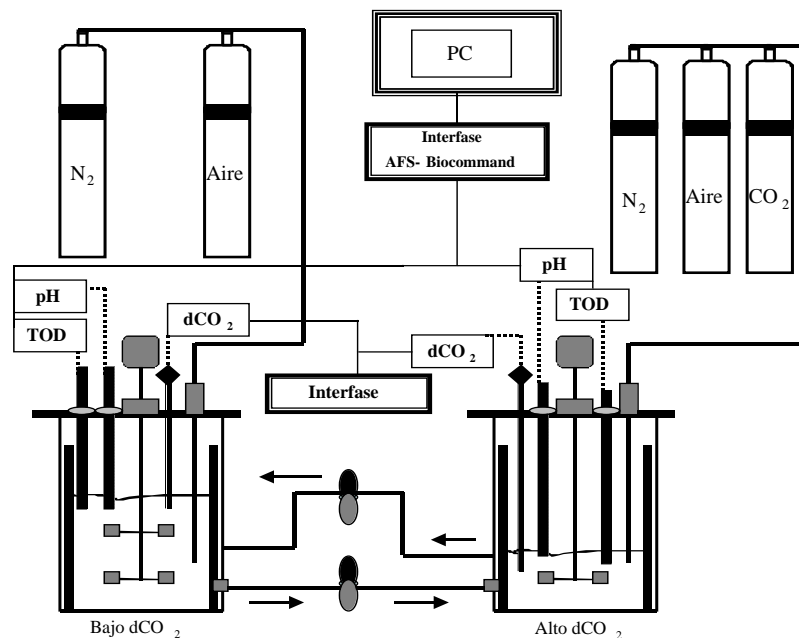 PC
Interfase
AFS- Biocommand
N2
Aire
N2
Aire
CO2
pH
TOD
dCO2
pH
TOD
dCO2
Interfase
Bajo dCO2
Alto dCO2